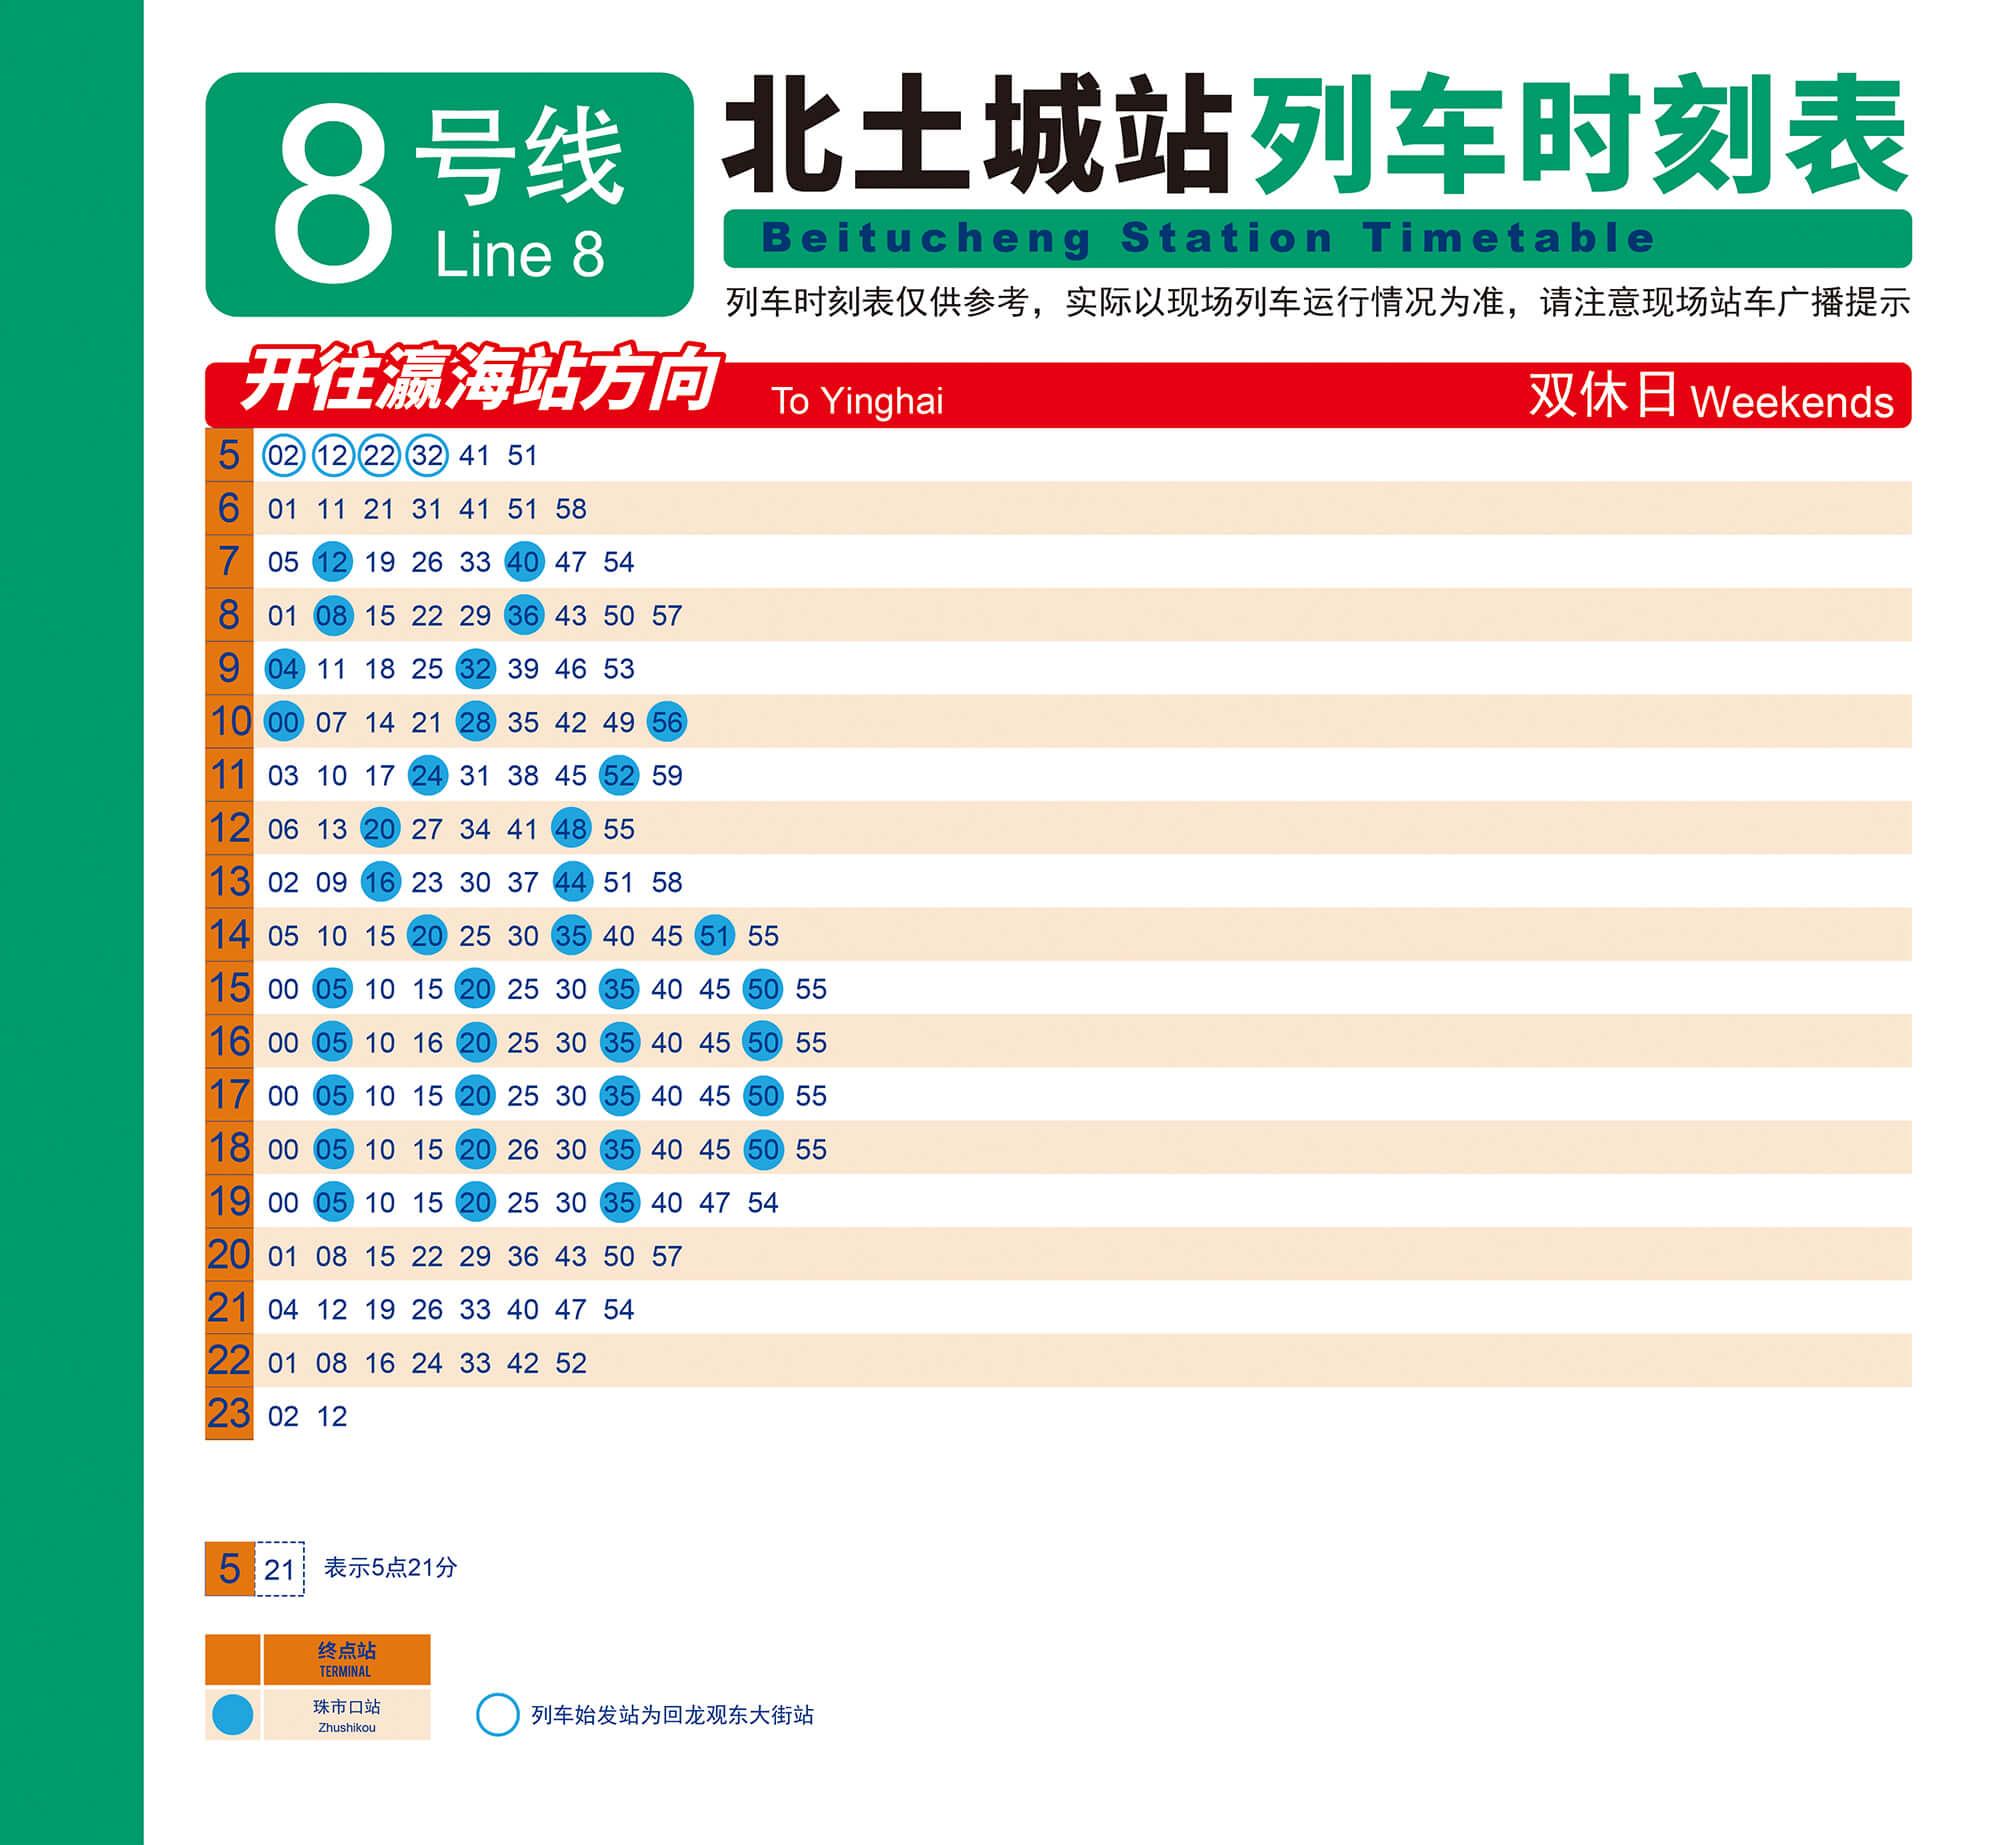 8号线
Line 8
北土城站列车时刻表
Beitucheng Station Timetable
列车时刻表仅供参考，实际以现场列车运行情况为准，请注意现场站车广播提示
开往瀛海站方向 To Yinghai 双休日 Weekends
5 02 12 22 32 41 51
6 01 11 21 31 41 51 58
7 05 12 19 26 33 40 47 54
8 01 08 15 22 29 36 43 50 57
9 04 11 18 25 32 39 46 53
10 00 07 14 21 28 35 42 49 56
11 03 10 17 24 31 38 45 52 59
12 06 13 20 27 34 41 48 55
13 02 09 16 23 30 37 44 51 58
14 05 10 15 20 25 30 35 40 45 51 55
15 00 05 10 15 20 25 30 35 40 45 50 55
16 00 05 10 16 20 25 30 35 40 45 50 55
17 00 05 10 15 20 25 30 35 40 45 50 55
18 00 05 10 15 20 26 30 35 40 45 50 55
19 00 05 10 15 20 25 30 35 40 47 54
20 01 08 15 22 29 36 43 50 57
21 04 12 19 26 33 40 47 54
22 01 08 16 24 33 42 52
23 02 12
5 21 表示5点21分
终点站
TERMINAL
珠市口站
Zhushikou
列车始发站为回龙观东大街站